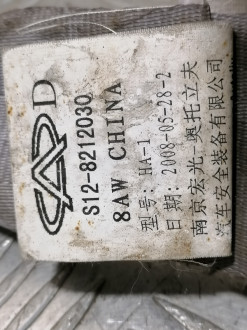 D
S12-8212030
8AW CHINA
型号: HA-1
日期: 2008-05-28-2
南京宏光 奥托立夫
汽车安全装备有限公司